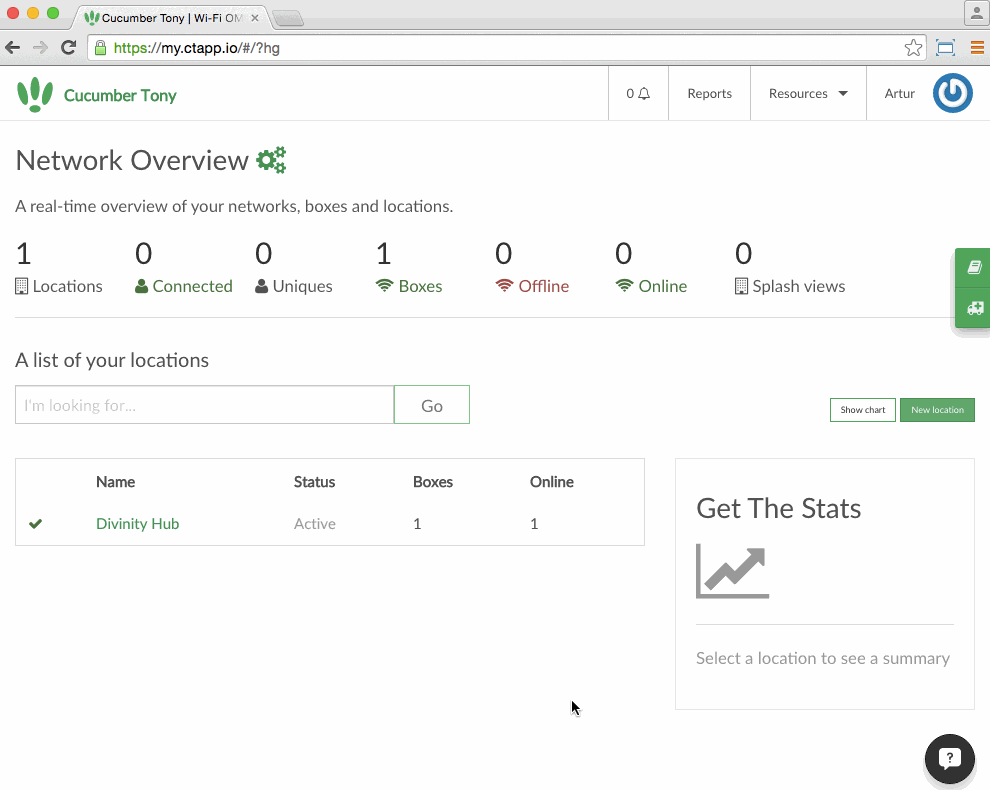 Cucumber Tony | Wi-Fi OM
https://my.ctapp.io/#/?hg
Cucumber Tony
0 Reports Resources Artur
Network Overview
A real-time overview of your networks, boxes and locations.
1 0 0 1 0 0 0
Locations Connected Uniques Boxes Offline Online Splash views
A list of your locations
I'm looking for... Go
Show chart New location
Name Status Boxes Online
Divinity Hub Active 1 1
Get The Stats
Select a location to see a summary
?